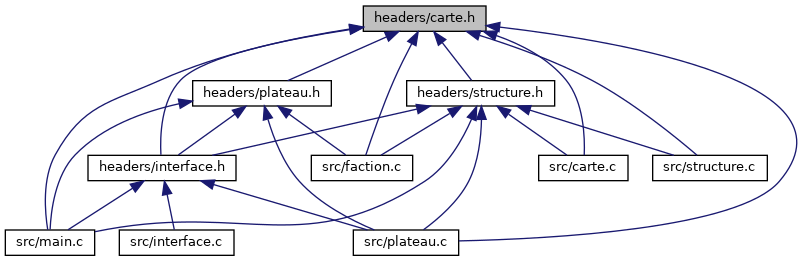 headers/carte.h
headers/plateau.h
headers/structure.h
headers/interface.h
src/faction.c
src/carte.c
src/structure.c
src/main.c
src/interface.c
src/plateau.c